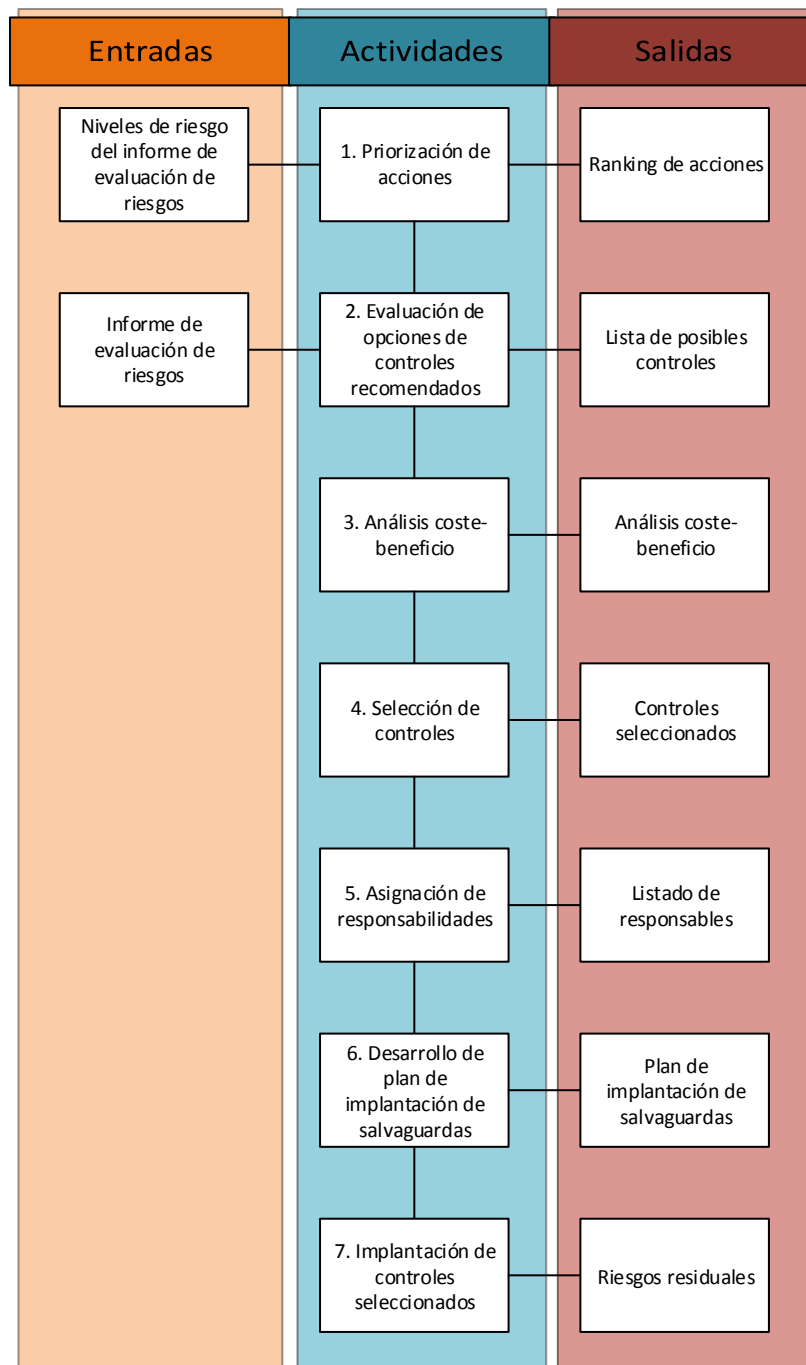 Entradas
Actividades
Salidas
Niveles de riesgo
del informe de
evaluación de
riesgos
1. Priorización de
acciones
Ranking de acciones
Informe de
evaluación de
riesgos
2. Evaluación de
opciones de
controles
recomendados
Lista de posibles
controles
3. Análisis coste-
beneficio
Análisis coste-
beneficio
4. Selección de
controles
Controles
seleccionados
5. Asignación de
responsabilidades
Listado de
responsables
6. Desarrollo de
plan de
implantación de
salvaguardas
Plan de
implantación de
salvaguardas
7. Implantación de
controles
seleccionados
Riesgos residuales